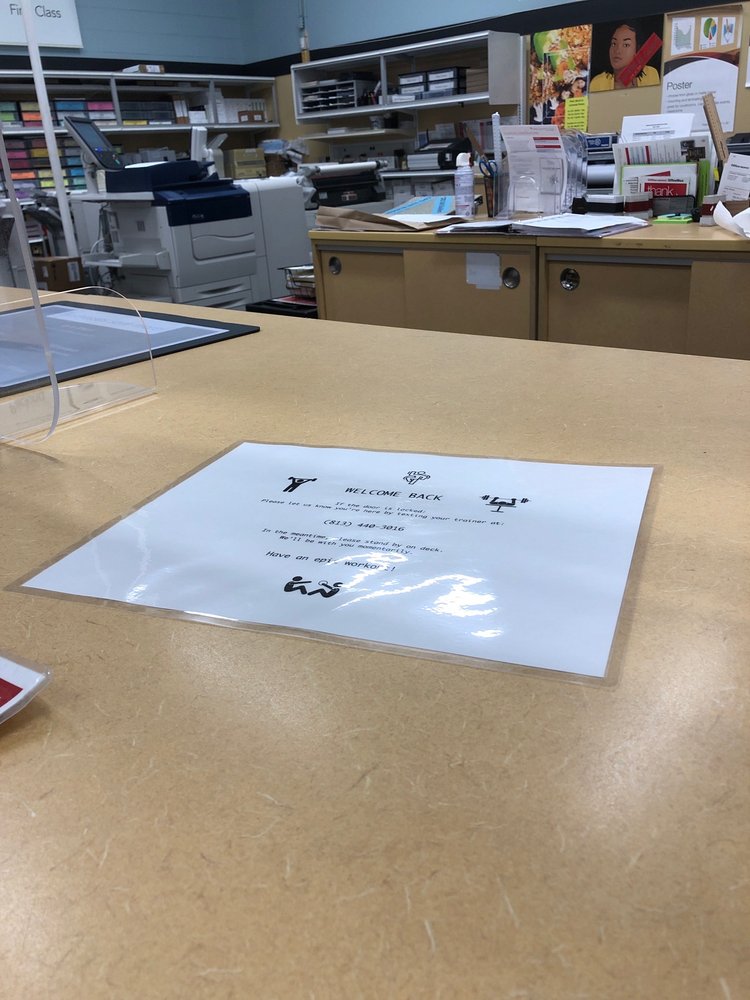 First Class
Poster
thank
WELCOME BACK
If the door is locked:
Please let us know you're here by texting your trainer at:
(813) 440-3016
In the meantime, please stand by on deck.
We'll be with you momentarily.
Have an epic workout!